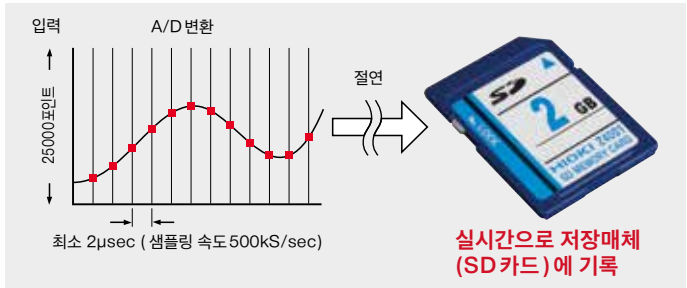 입력
A/D변환
25000포인트
최소 2μsec (샘플링 속도500kS/sec)
절연
SD
2
GB
LOCK
HIOKI Z4001
SD MEMORY CARD
실시간으로 저장매체
(SD카드)에 기록